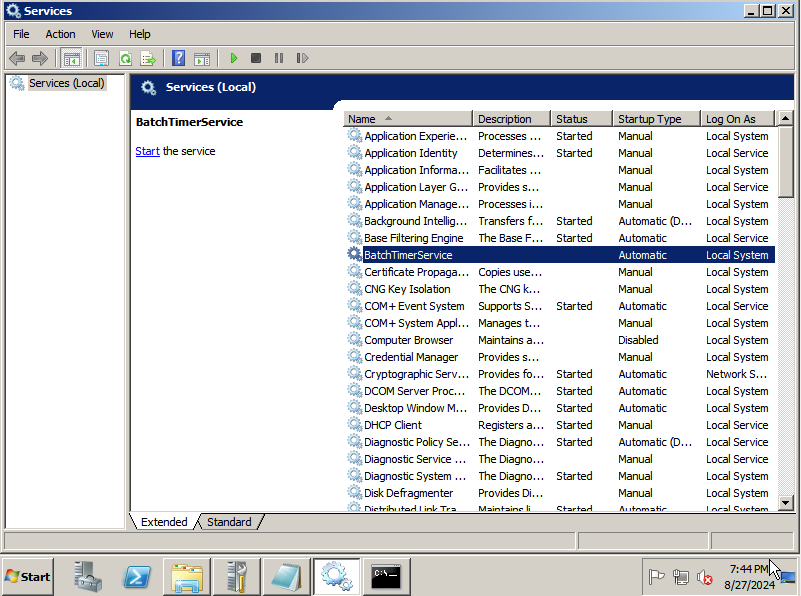 Services
File Action View Help
Services (Local)
Services (Local)
BatchTimerService
Start the service
Name Description Status Startup Type Log On As
Application Experie... Processes ... Started Manual Local System
Application Identity Determines... Started Manual Local Service
Application Informa... Facilitates ... Manual Local System
Application Layer G... Provides s... Manual Local Service
Application Manage... Processes i... Manual Local System
Background Intellig... Transfers f... Started Automatic (D... Local System
Base Filtering Engine The Base F... Started Automatic Local Service
BatchTimerService Automatic Local System
Certificate Propaga... Copies use... Manual Local System
CNG Key Isolation The CNG k... Manual Local System
COM+ Event System Supports S... Started Automatic Local Service
COM+ System Appl... Manages t... Manual Local System
Computer Browser Maintains a... Disabled Local System
Credential Manager Provides s... Manual Local System
Cryptographic Serv... Provides fo... Started Automatic Network S...
DCOM Server Proc... The DCOM... Started Automatic Local System
Desktop Window M... Provides D... Started Automatic Local System
DHCP Client Registers a... Started Manual Local Service
Diagnostic Policy Se... The Diagno... Started Automatic (D... Local Service
Diagnostic Service ... The Diagno... Manual Local Service
Diagnostic System ... The Diagno... Started Manual Local System
Disk Defragmenter Provides Di... Manual Local System
Distributed Link Tra... Maintains li... Started Automatic Local System
Extended Standard
Start
C:\
7:44 PM
8/27/2024